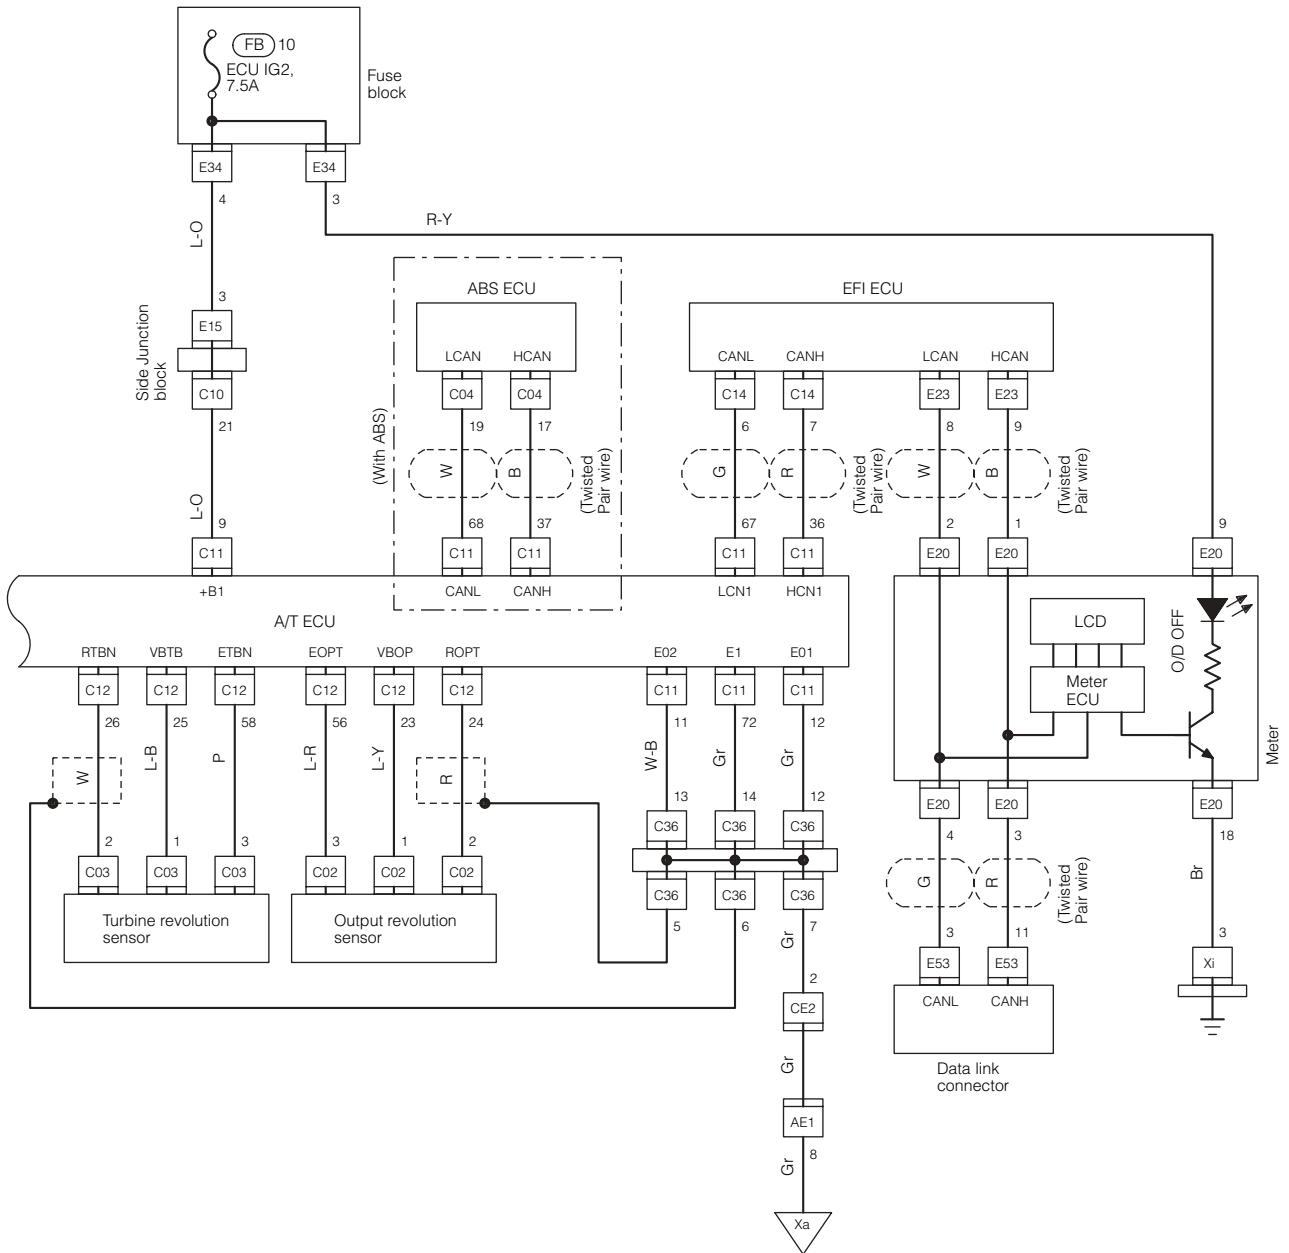 FB 10
ECU IG2,
7.5A
Fuse
block
E34 E34
4 3
L-O
R-Y
3
E15
Side Junction
block
C10
21
L-O
9
C11
+B1
(With ABS)
ABS ECU
LCAN HCAN
C04 C04
19 17
W B
(Twisted
Pair wire)
68 37
C11 C11
CANL CANH
EFI ECU
CANL CANH LCAN HCAN
C14 C14 E23 E23
6 7 8 9
G R
(Twisted
Pair wire)
W B
(Twisted
Pair wire)
67 36 2 1 9
C11 C11 E20 E20 E20
LCN1 HCN1
A/T ECU
RTBN VBTB ETBN EOPT VBOP ROPT E02 E1 E01
C12 C12 C12 C12 C12 C12 C11 C11 C11
26 25 58 56 23 24 11 72 12
W L-B P L-R L-Y R W-B Gr Gr
2 1 3 3 1 2
C03 C03 C03 C02 C02 C02
Turbine revolution
sensor
Output revolution
sensor
13 14 12
C36 C36 C36
C36 C36 C36
5 6 7
Gr
2
CE2
Gr
AE1
8
Gr
Xa
LCD
Meter
ECU
O/D OFF
Meter
E20 E20 E20
4 3 18
G R
(Twisted
Pair wire)
Br
3 11 3
E53 E53 Xi
CANL CANH
Data link
connector